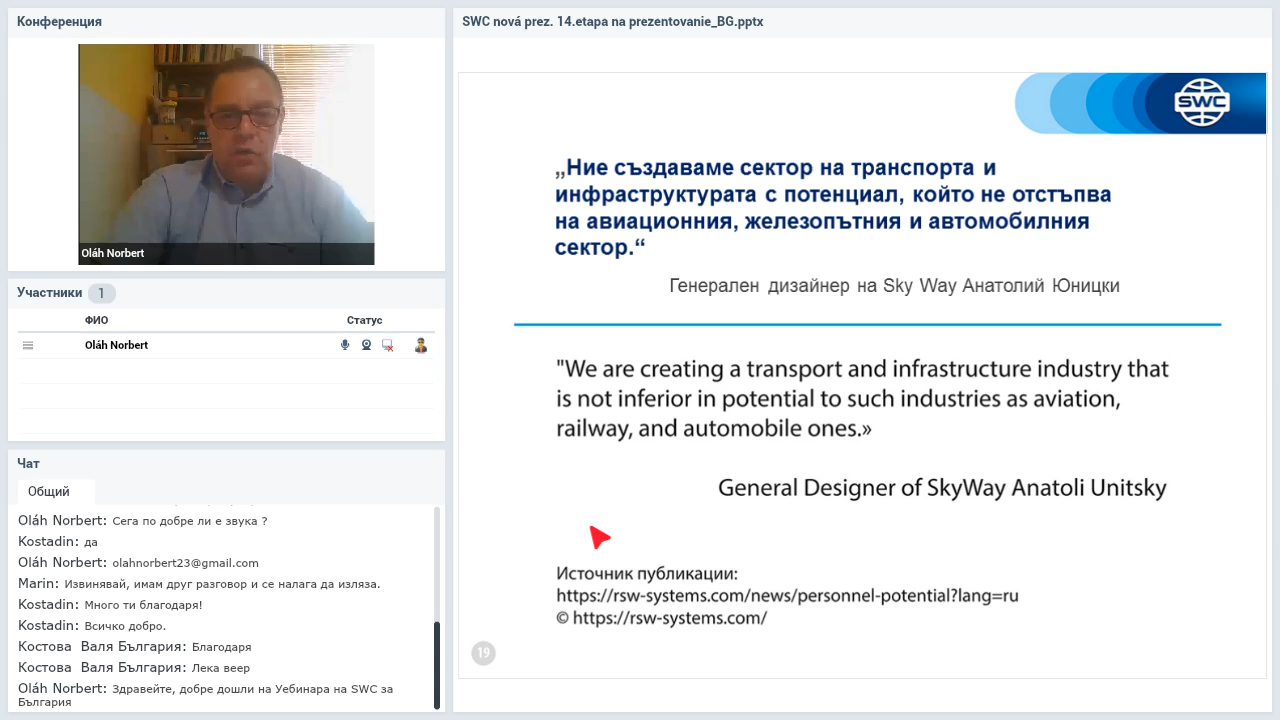 Конференция
Oláh Norbert
Участники 1
ФИО Статус
Oláh Norbert
Чат
Общий
Oláh Norbert: Сега по добре ли е звука ?
Kostadin: да
Oláh Norbert: olahnorbert23@gmail.com
Marin: Извинявай, имам друг разговор и се налага да изляза.
Kostadin: Много ти благодаря!
Kostadin: Всичко добро.
Костова Валя България: Благодаря
Костова Валя България: Лека веер
Oláh Norbert: Здравейте, добре дошли на Уебинара на SWC за
България
SWC nová prez. 14.etapa na prezentovanie_BG.pptx
SWC
„Ние създаваме сектор на транспорта и
инфраструктурата с потенциал, който не отстъпва
на авиационния, железопътния и автомобилния
сектор.“
Генерален дизайнер на Sky Way Анатолий Юницки
"We are creating a transport and infrastructure industry that
is not inferior in potential to such industries as aviation,
railway, and automobile ones.»
General Designer of SkyWay Anatoli Unitsky
Источник публикации:
https://rsw-systems.com/news/personnel-potential?lang=ru
© https://rsw-systems.com/
19